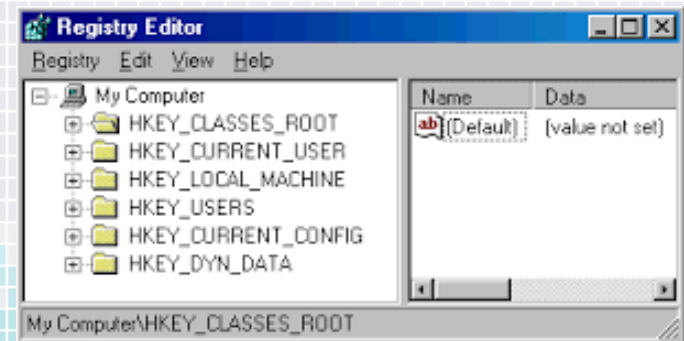 Registry Editor
Registry Edit View Help
My Computer
HKEY_CLASSES_ROOT
HKEY_CURRENT_USER
HKEY_LOCAL_MACHINE
HKEY_USERS
HKEY_CURRENT_CONFIG
HKEY_DYN_DATA
Name Data
ab (Default) (value not set)
My Computer\HKEY_CLASSES_ROOT